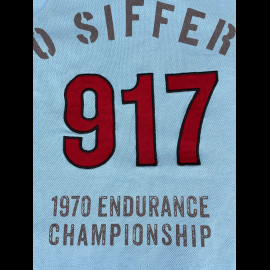 O SIFFER
917
1970 ENDURANCE
CHAMPIONSHIP